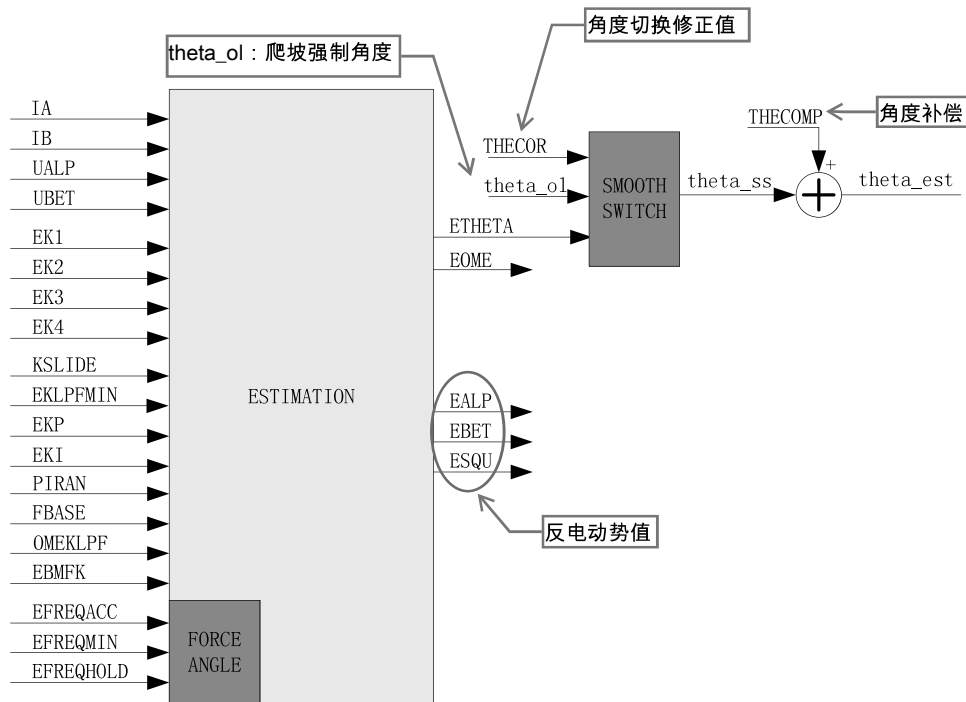 角度切换修正值
theta_ol：爬坡强制角度
角度补偿
IA
IB
UALP
UBET
EK1
EK2
EK3
EK4
KSLIDE
EKLPFMIN
EKP
EKI
PIRAN
FBASE
OMEKLPF
EBMFK
EFREQACC
EFREQMIN
EFREQHOLD
ESTIMATION
FORCE
ANGLE
THECOR
theta_ol
ETHETA
EOME
SMOOTH
SWITCH
theta_ss
THECOMP
+
theta_est
EALP
EBET
ESQU
反电动势值